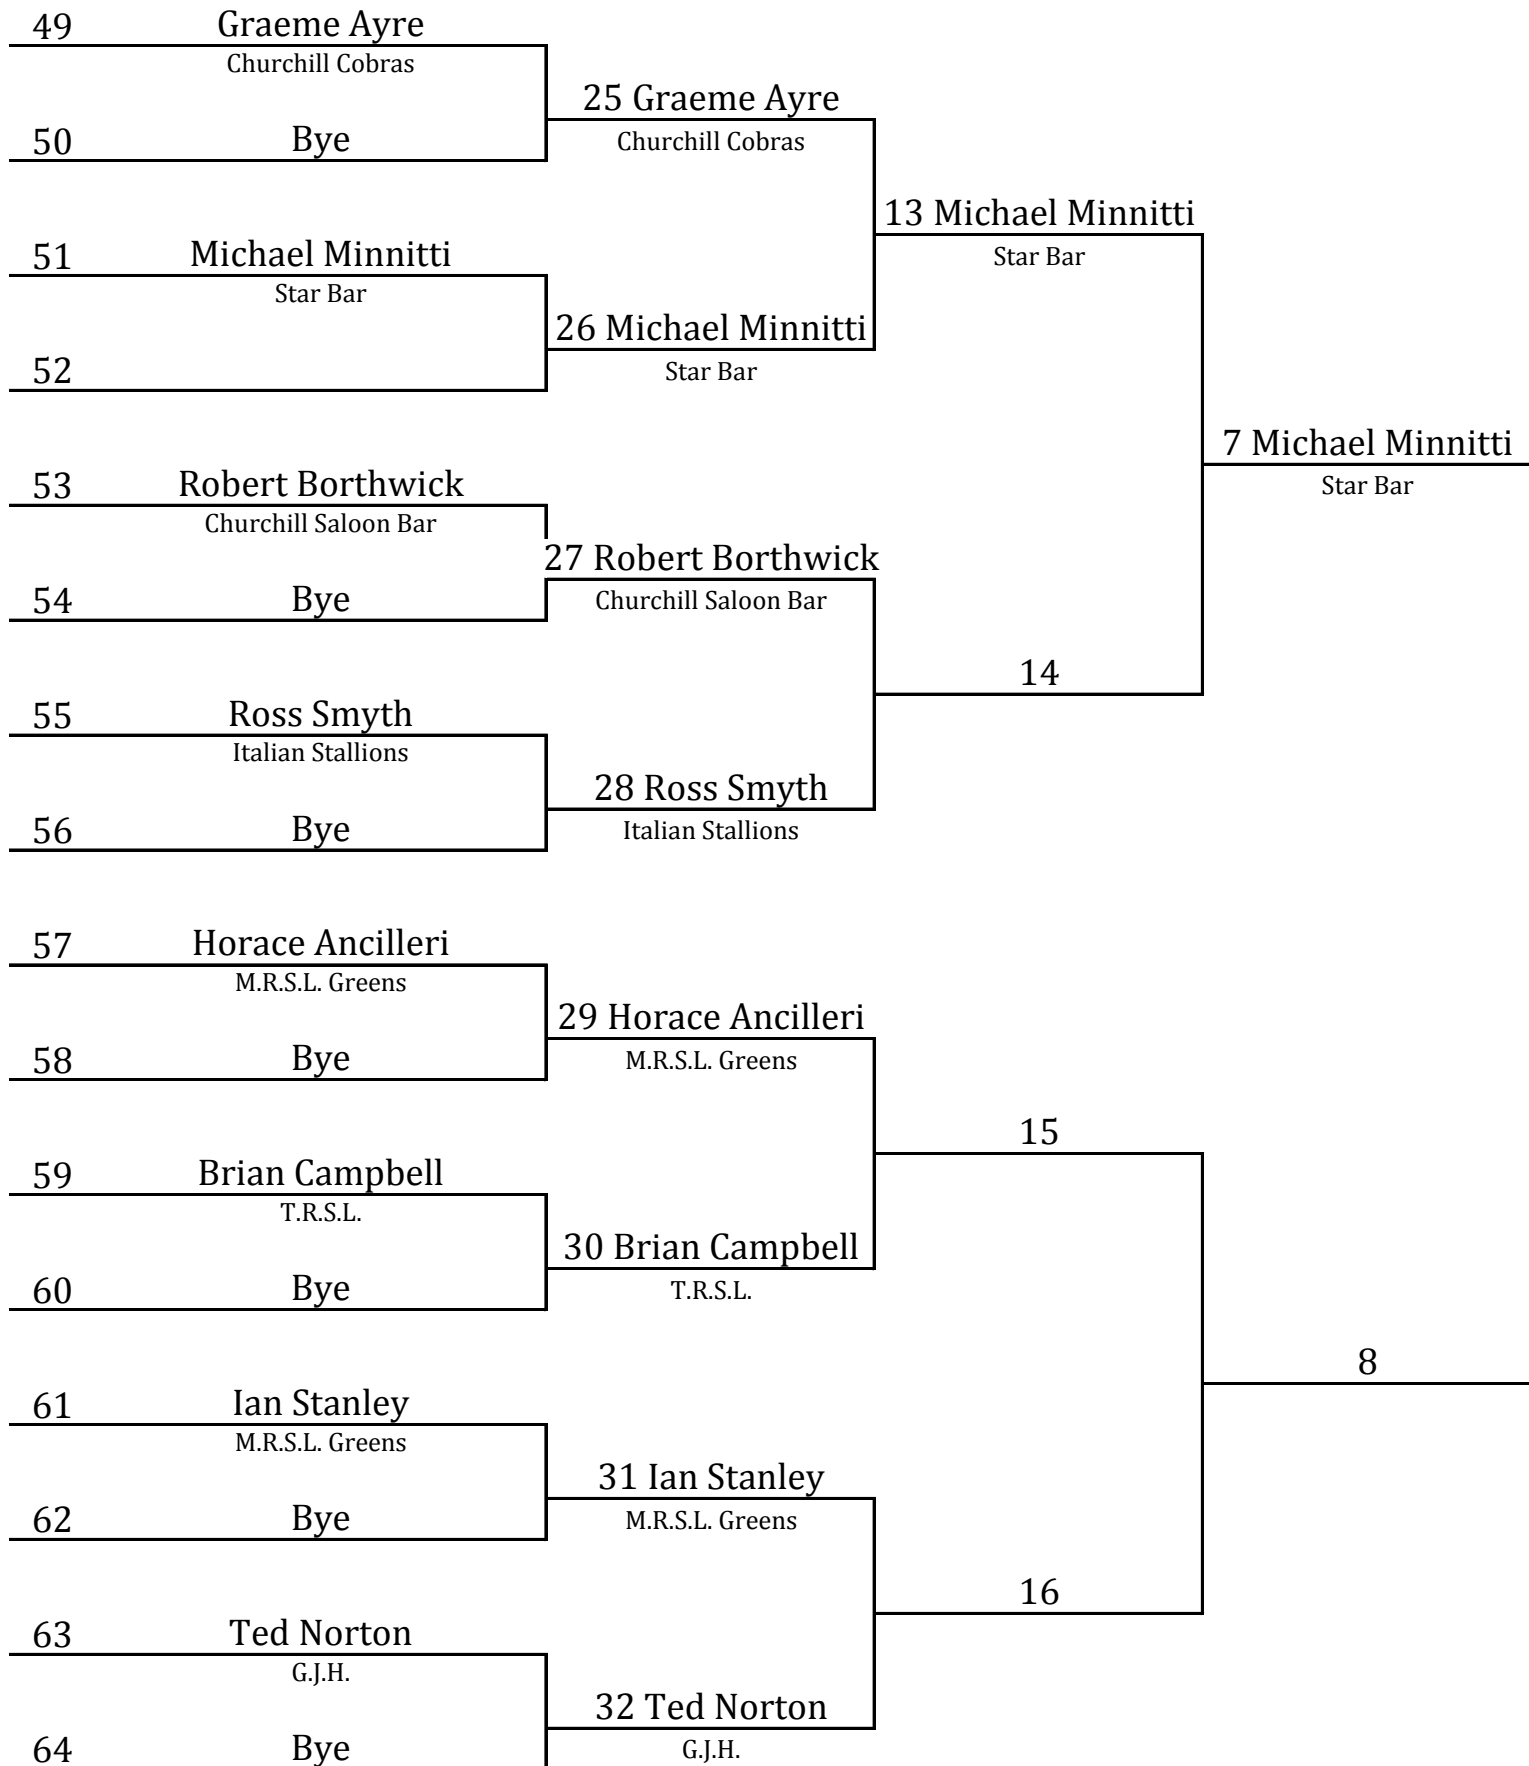 49 Graeme Ayre
Churchill Cobras
25 Graeme Ayre
50 Bye
Churchill Cobras
13 Michael Minnitti
51 Michael Minnitti
Star Bar
Star Bar
26 Michael Minnitti
52
Star Bar
7 Michael Minnitti
53 Robert Borthwick
Star Bar
Churchill Saloon Bar
27 Robert Borthwick
54 Bye
Churchill Saloon Bar
14
55 Ross Smyth
Italian Stallions
28 Ross Smyth
56 Bye
Italian Stallions
57 Horace Ancilleri
M.R.S.L. Greens
29 Horace Ancilleri
58 Bye
M.R.S.L. Greens
15
59 Brian Campbell
T.R.S.L.
30 Brian Campbell
60 Bye
T.R.S.L.
8
61 Ian Stanley
M.R.S.L. Greens
31 Ian Stanley
62 Bye
M.R.S.L. Greens
16
63 Ted Norton
G.J.H.
32 Ted Norton
64 Bye
G.J.H.